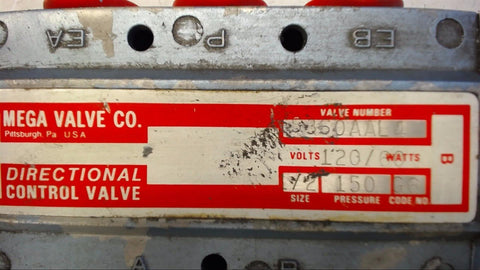 EA P EB
MEGA VALVE CO.
Pittsburgh, Pa USA
VALVE NUMBER
VOLTS 120/ WATTS
DIRECTIONAL
CONTROL VALVE
1/2 150
SIZE PRESSURE CODE NO
B
A B